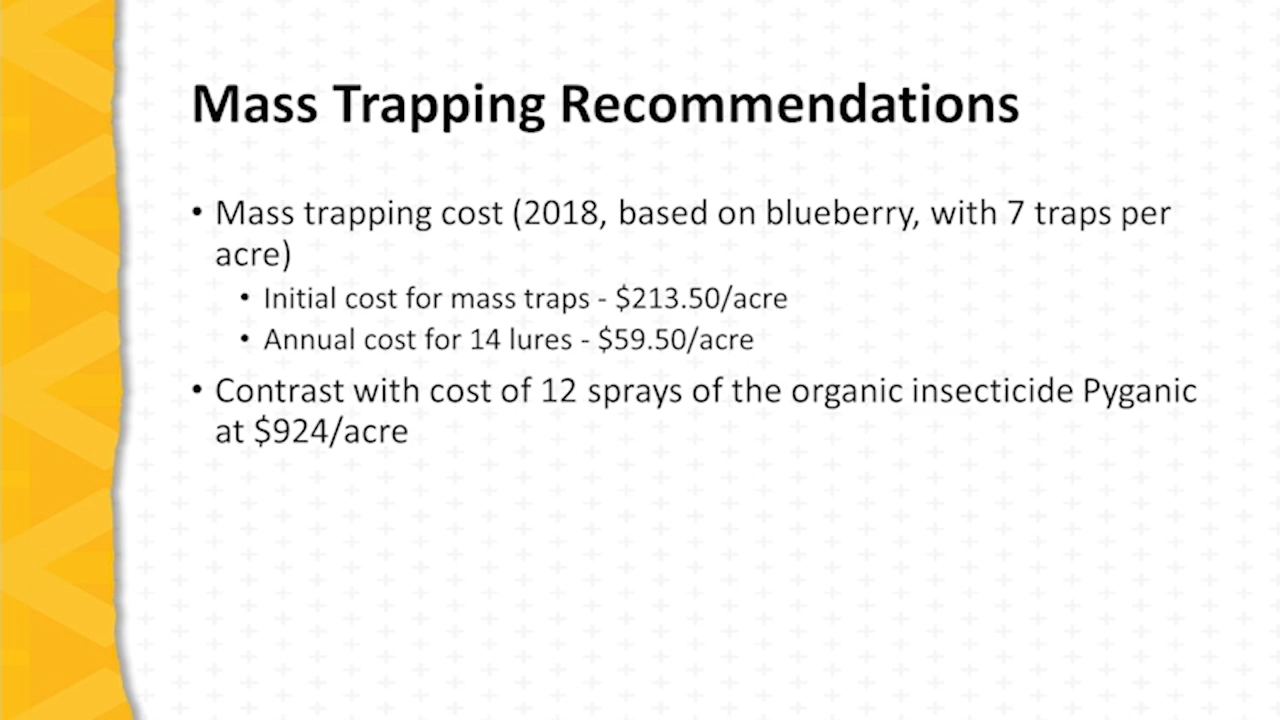 Mass Trapping Recommendations
• Mass trapping cost (2018, based on blueberry, with 7 traps per
acre)
• Initial cost for mass traps - $213.50/acre
• Annual cost for 14 lures - $59.50/acre
• Contrast with cost of 12 sprays of the organic insecticide Pyganic
at $924/acre